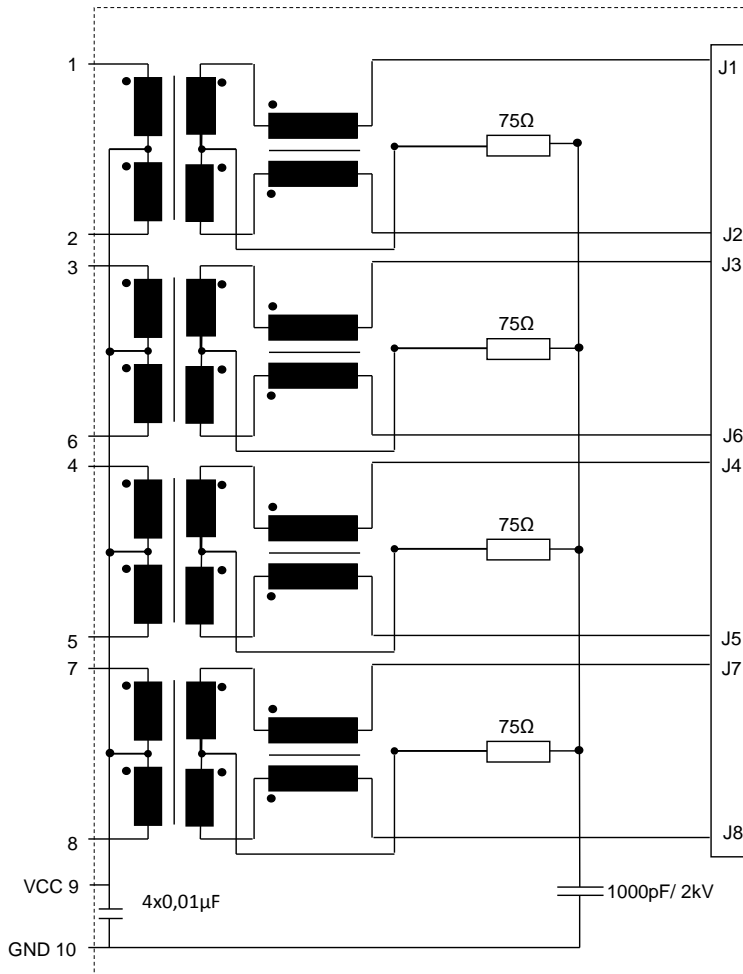 1
J1
75Ω
2
J2
3
J3
75Ω
6
J6
4
J4
75Ω
5
J5
7
J7
75Ω
8
J8
VCC 9
4x0,01µF
1000pF/ 2kV
GND 10